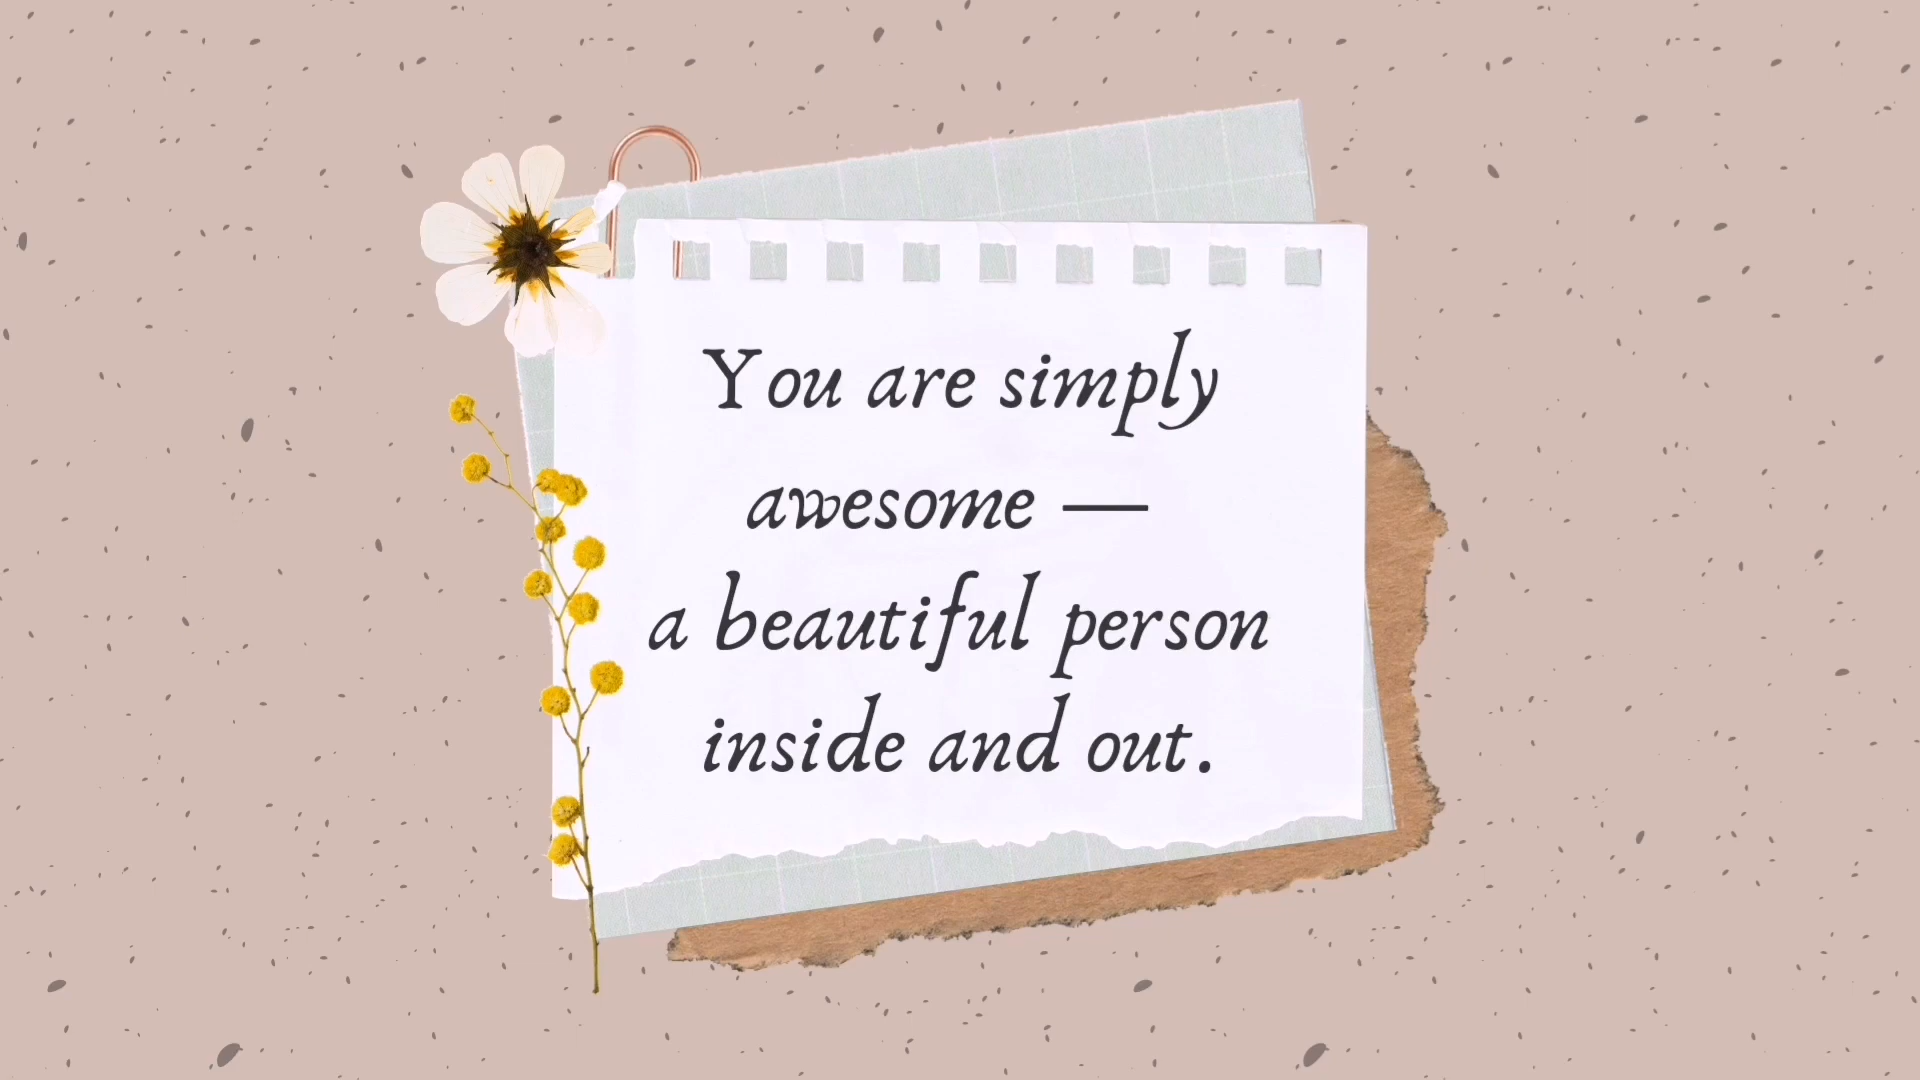 You are simply
awesome —
a beautiful person
inside and out.